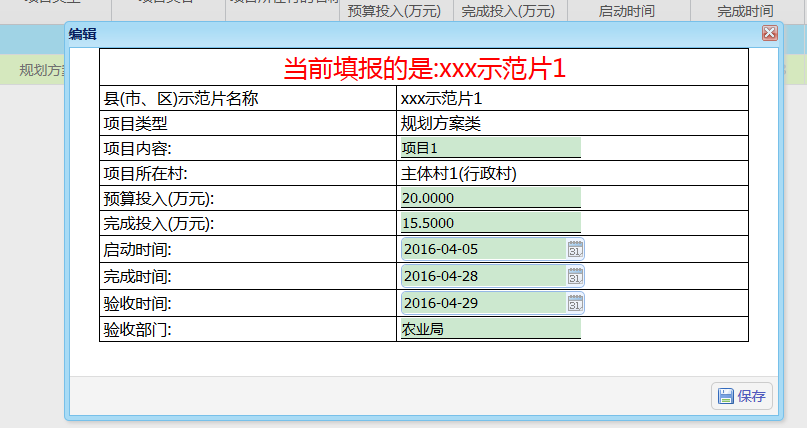 预算投入(万元) 完成投入(万元) 启动时间 完成时间
编辑
规划方案
当前填报的是:xxx示范片1
县(市、区)示范片名称 xxx示范片1
项目类型 规划方案类
项目内容: 项目1
项目所在村: 主体村1(行政村)
预算投入(万元): 20.0000
完成投入(万元): 15.5000
启动时间: 2016-04-05
完成时间: 2016-04-28
验收时间: 2016-04-29
验收部门: 农业局
保存